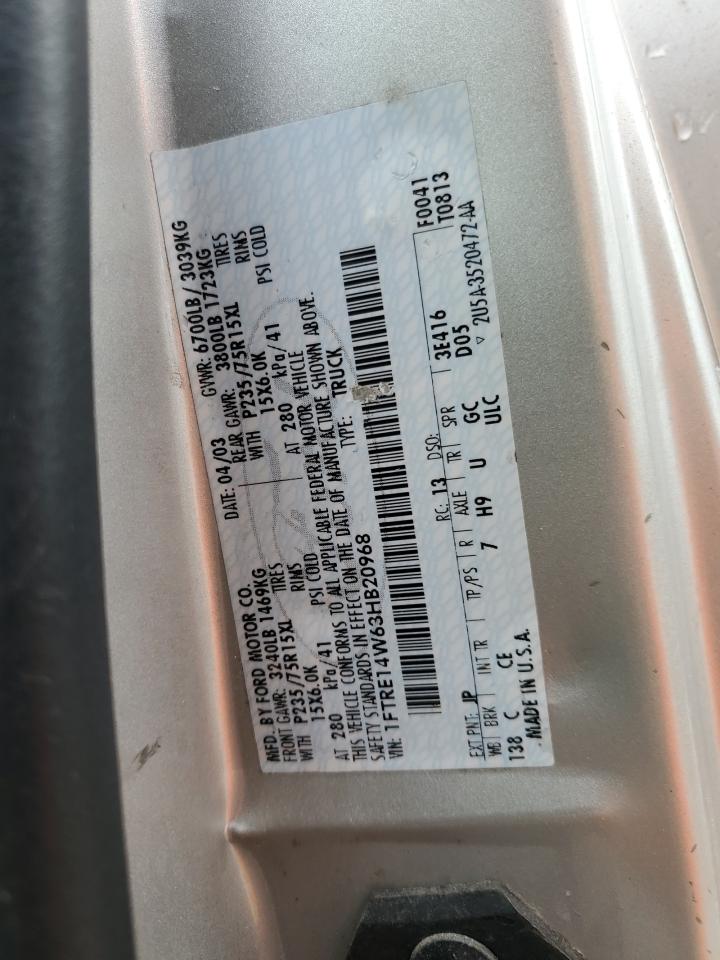 MFD. BY FORD MOTOR CO.
DATE: 04/03 GVWR: 6700LB / 3039KG
FRONT GAWR: 3240LB 1469KG REAR GAWR: 3800LB 1723KG
WITH P235/75R15XL TIRES WITH P235/75R15XL TIRES
15X6.0K RIMS 15X6.0K RIMS
AT 280 kPa/41 PSI COLD AT 280 kPa/41 PSI COLD
THIS VEHICLE CONFORMS TO ALL APPLICABLE FEDERAL MOTOR VEHICLE
SAFETY STANDARDS IN EFFECT ON THE DATE OF MANUFACTURE SHOWN ABOVE.
VIN: 1FTRE14W63HB20968 TYPE: TRUCK
F0041
T0813
EXT PNT: JP RC: 13 DSO: 3E416
WB BRK INT TR TP/PS R AXLE TR SPR D05
138 C CE 7 H9 U GC
MADE IN U.S.A. ULC ▽ 2U5A-3520472-AA